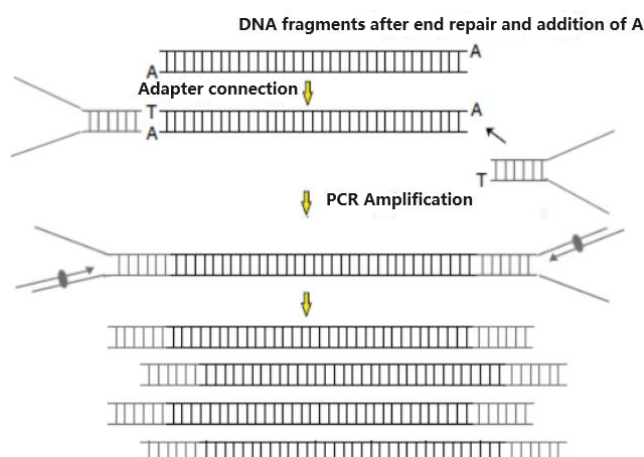 DNA fragments after end repair and addition of A
A
A
Adapter connection
T
A
A
T
PCR Amplification